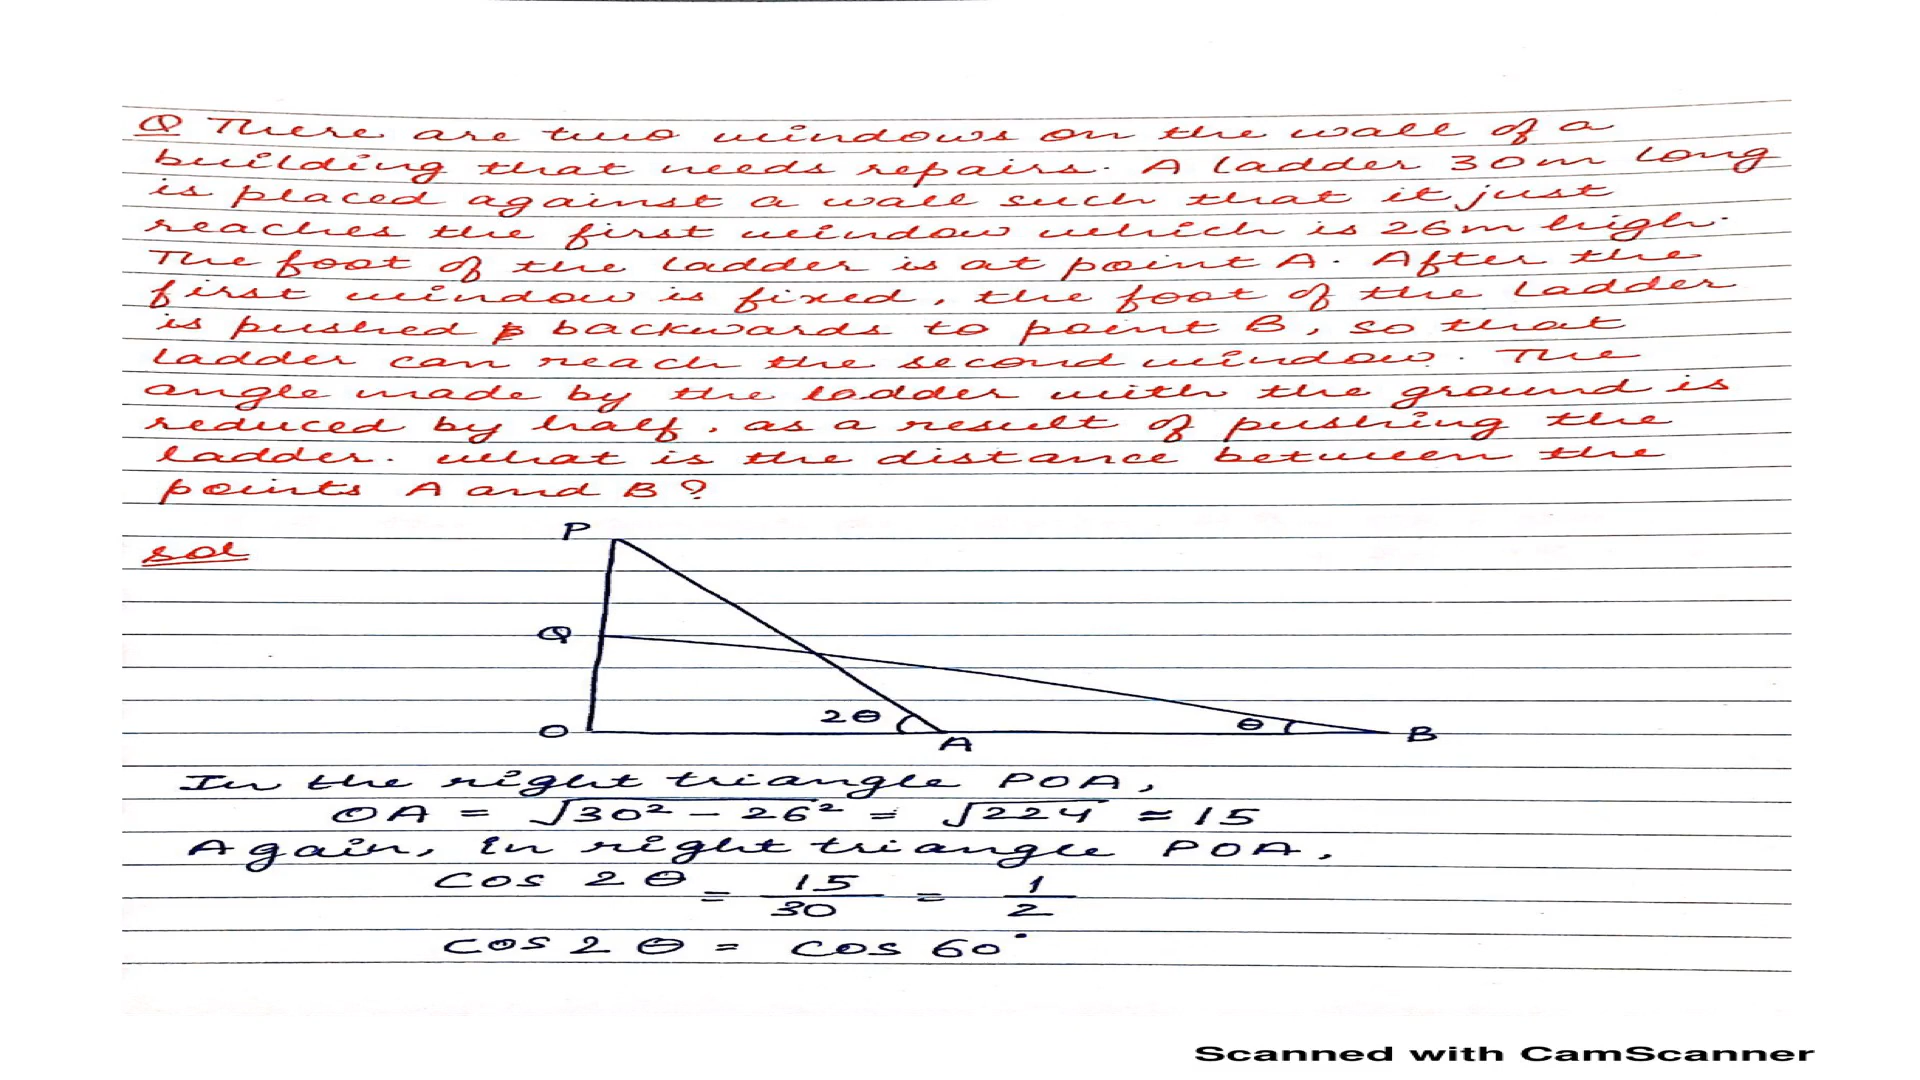 Q There are two windows on the wall of a
building that needs repairs. A ladder 30m long
is placed against a wall such that it just
reaches the first window which is 26m high.
The foot of the ladder is at point A. After the
first window is fixed, the foot of the ladder
is pushed backwards to point B, so that
ladder can reach the second window. The
angle made by the ladder with the ground is
reduced by half, as a result of pushing the
ladder. what is the distance between the
points A and B?
Sol
P
Q
O 2θ A θ B
In the right triangle POA,
OA = √30² - 26² = √224 ≈ 15
Again, in right triangle POA,
cos 2θ = 15/30 = 1/2
cos 2θ = cos 60°
Scanned with CamScanner